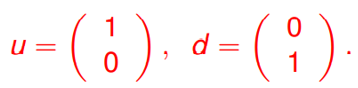 u = ( 1 0 ), d = ( 0 1 ).